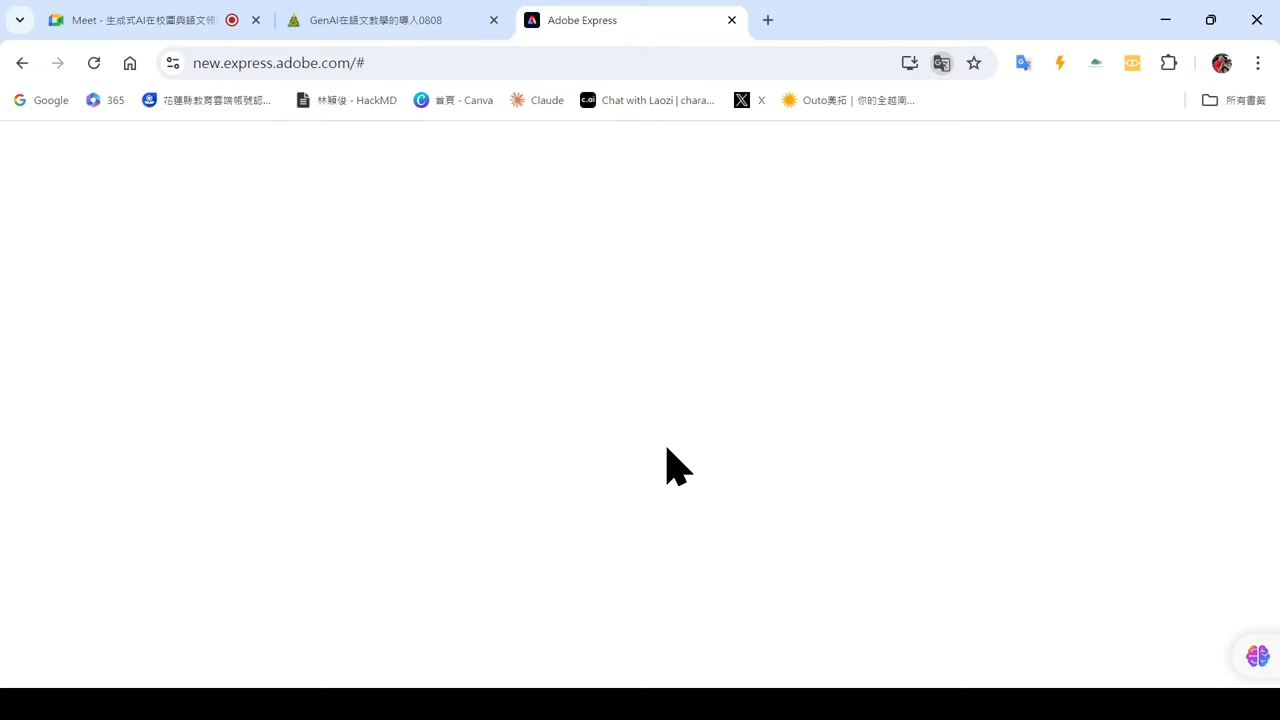 Meet - 生成式AI在校園與語文領
GenAI在語文教學的導入0808
Adobe Express
new.express.adobe.com/#
Google
365
花蓮縣教育雲端帳號認...
林穎俊 - HackMD
首頁 - Canva
Claude
c.ai
Chat with Laozi | chara...
X
Outo奧拓 | 你的全越南...
所有書籤